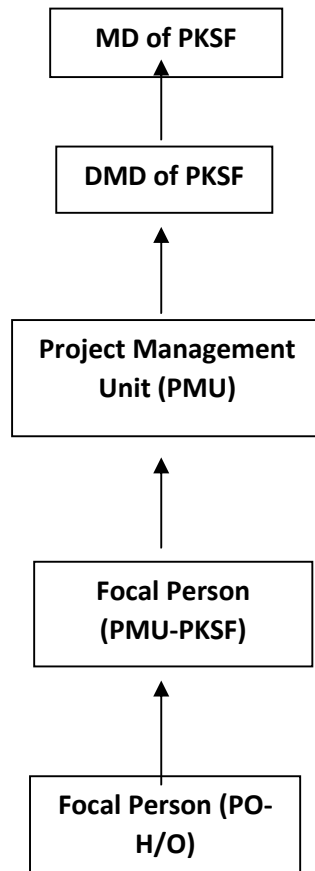 MD of PKSF
DMD of PKSF
Project Management
Unit (PMU)
Focal Person
(PMU-PKSF)
Focal Person (PO-
H/O)